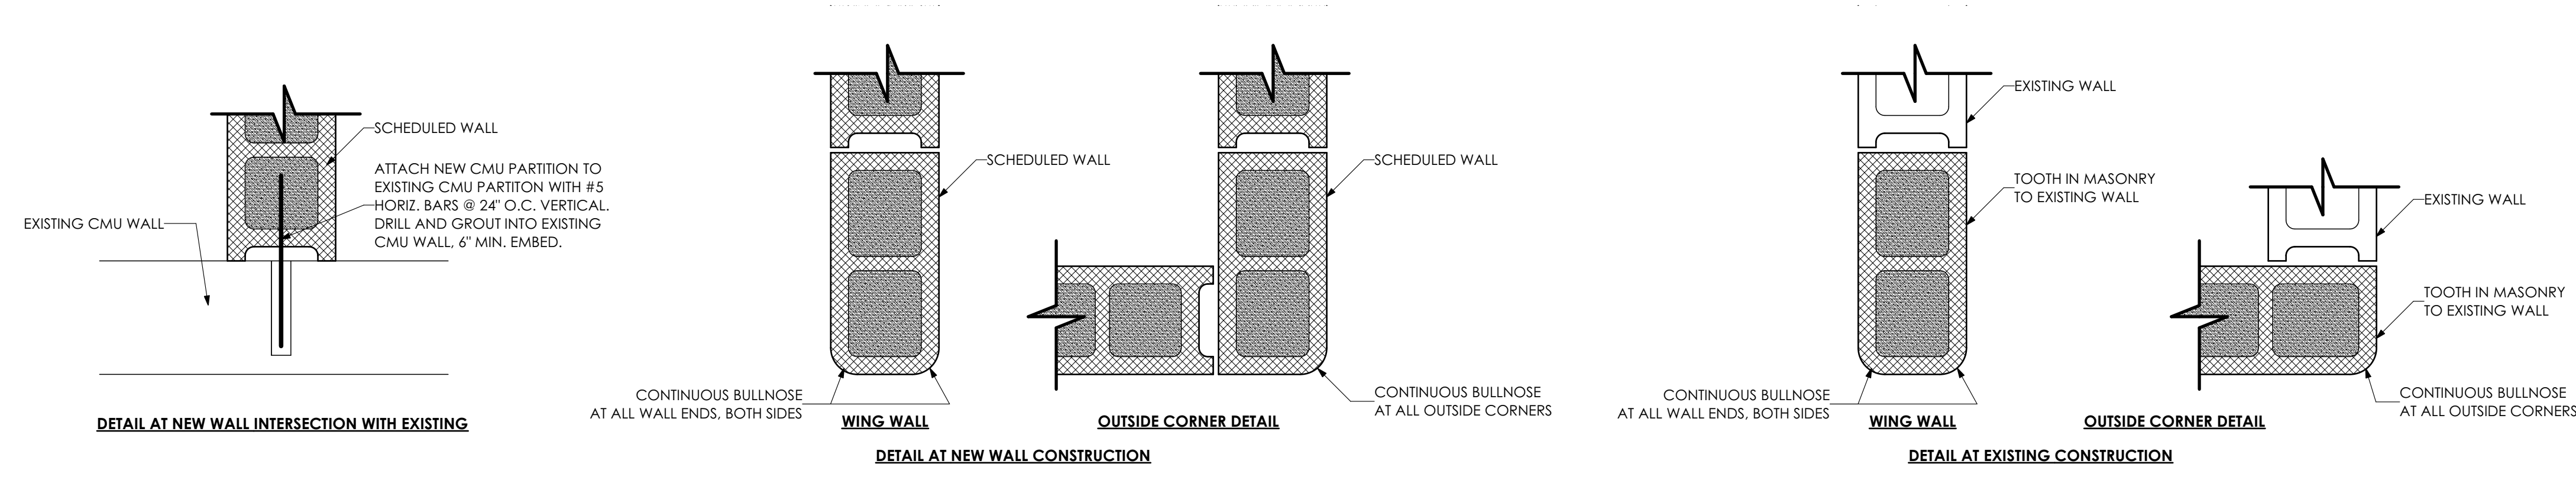 SCHEDULED WALL
ATTACH NEW CMU PARTITION TO
EXISTING CMU PARTITON WITH #5
HORIZ. BARS @ 24" O.C. VERTICAL.
DRILL AND GROUT INTO EXISTING
CMU WALL, 6" MIN. EMBED.
EXISTING CMU WALL
DETAIL AT NEW WALL INTERSECTION WITH EXISTING
SCHEDULED WALL
CONTINUOUS BULLNOSE
AT ALL WALL ENDS, BOTH SIDES
WING WALL
SCHEDULED WALL
CONTINUOUS BULLNOSE
AT ALL OUTSIDE CORNERS
OUTSIDE CORNER DETAIL
DETAIL AT NEW WALL CONSTRUCTION
EXISTING WALL
TOOTH IN MASONRY
TO EXISTING WALL
CONTINUOUS BULLNOSE
AT ALL WALL ENDS, BOTH SIDES
WING WALL
EXISTING WALL
TOOTH IN MASONRY
TO EXISTING WALL
CONTINUOUS BULLNOSE
AT ALL OUTSIDE CORNERS
OUTSIDE CORNER DETAIL
DETAIL AT EXISTING CONSTRUCTION